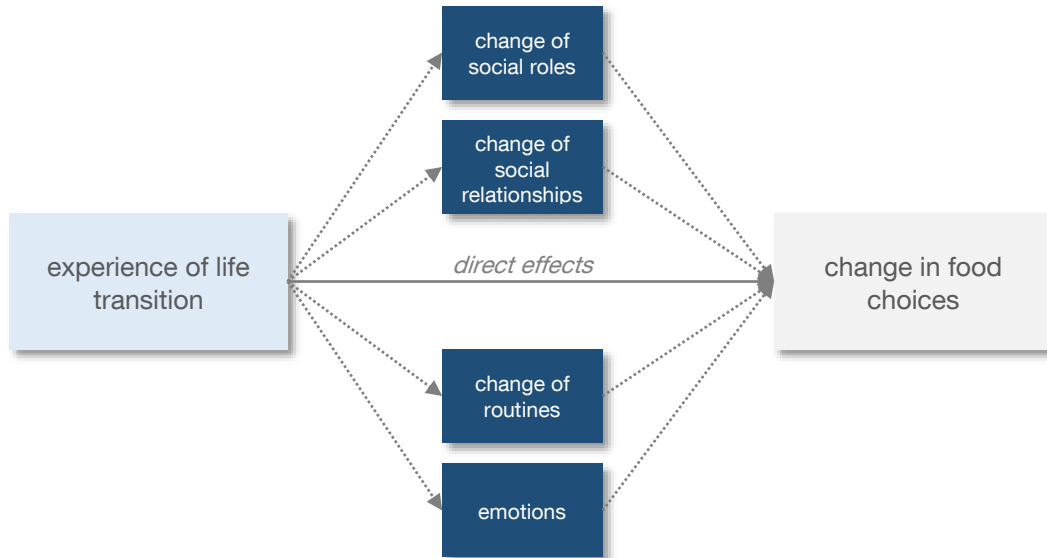 change of
social roles
change of
social
relationships
experience of life
transition
direct effects
change in food
choices
change of
routines
emotions